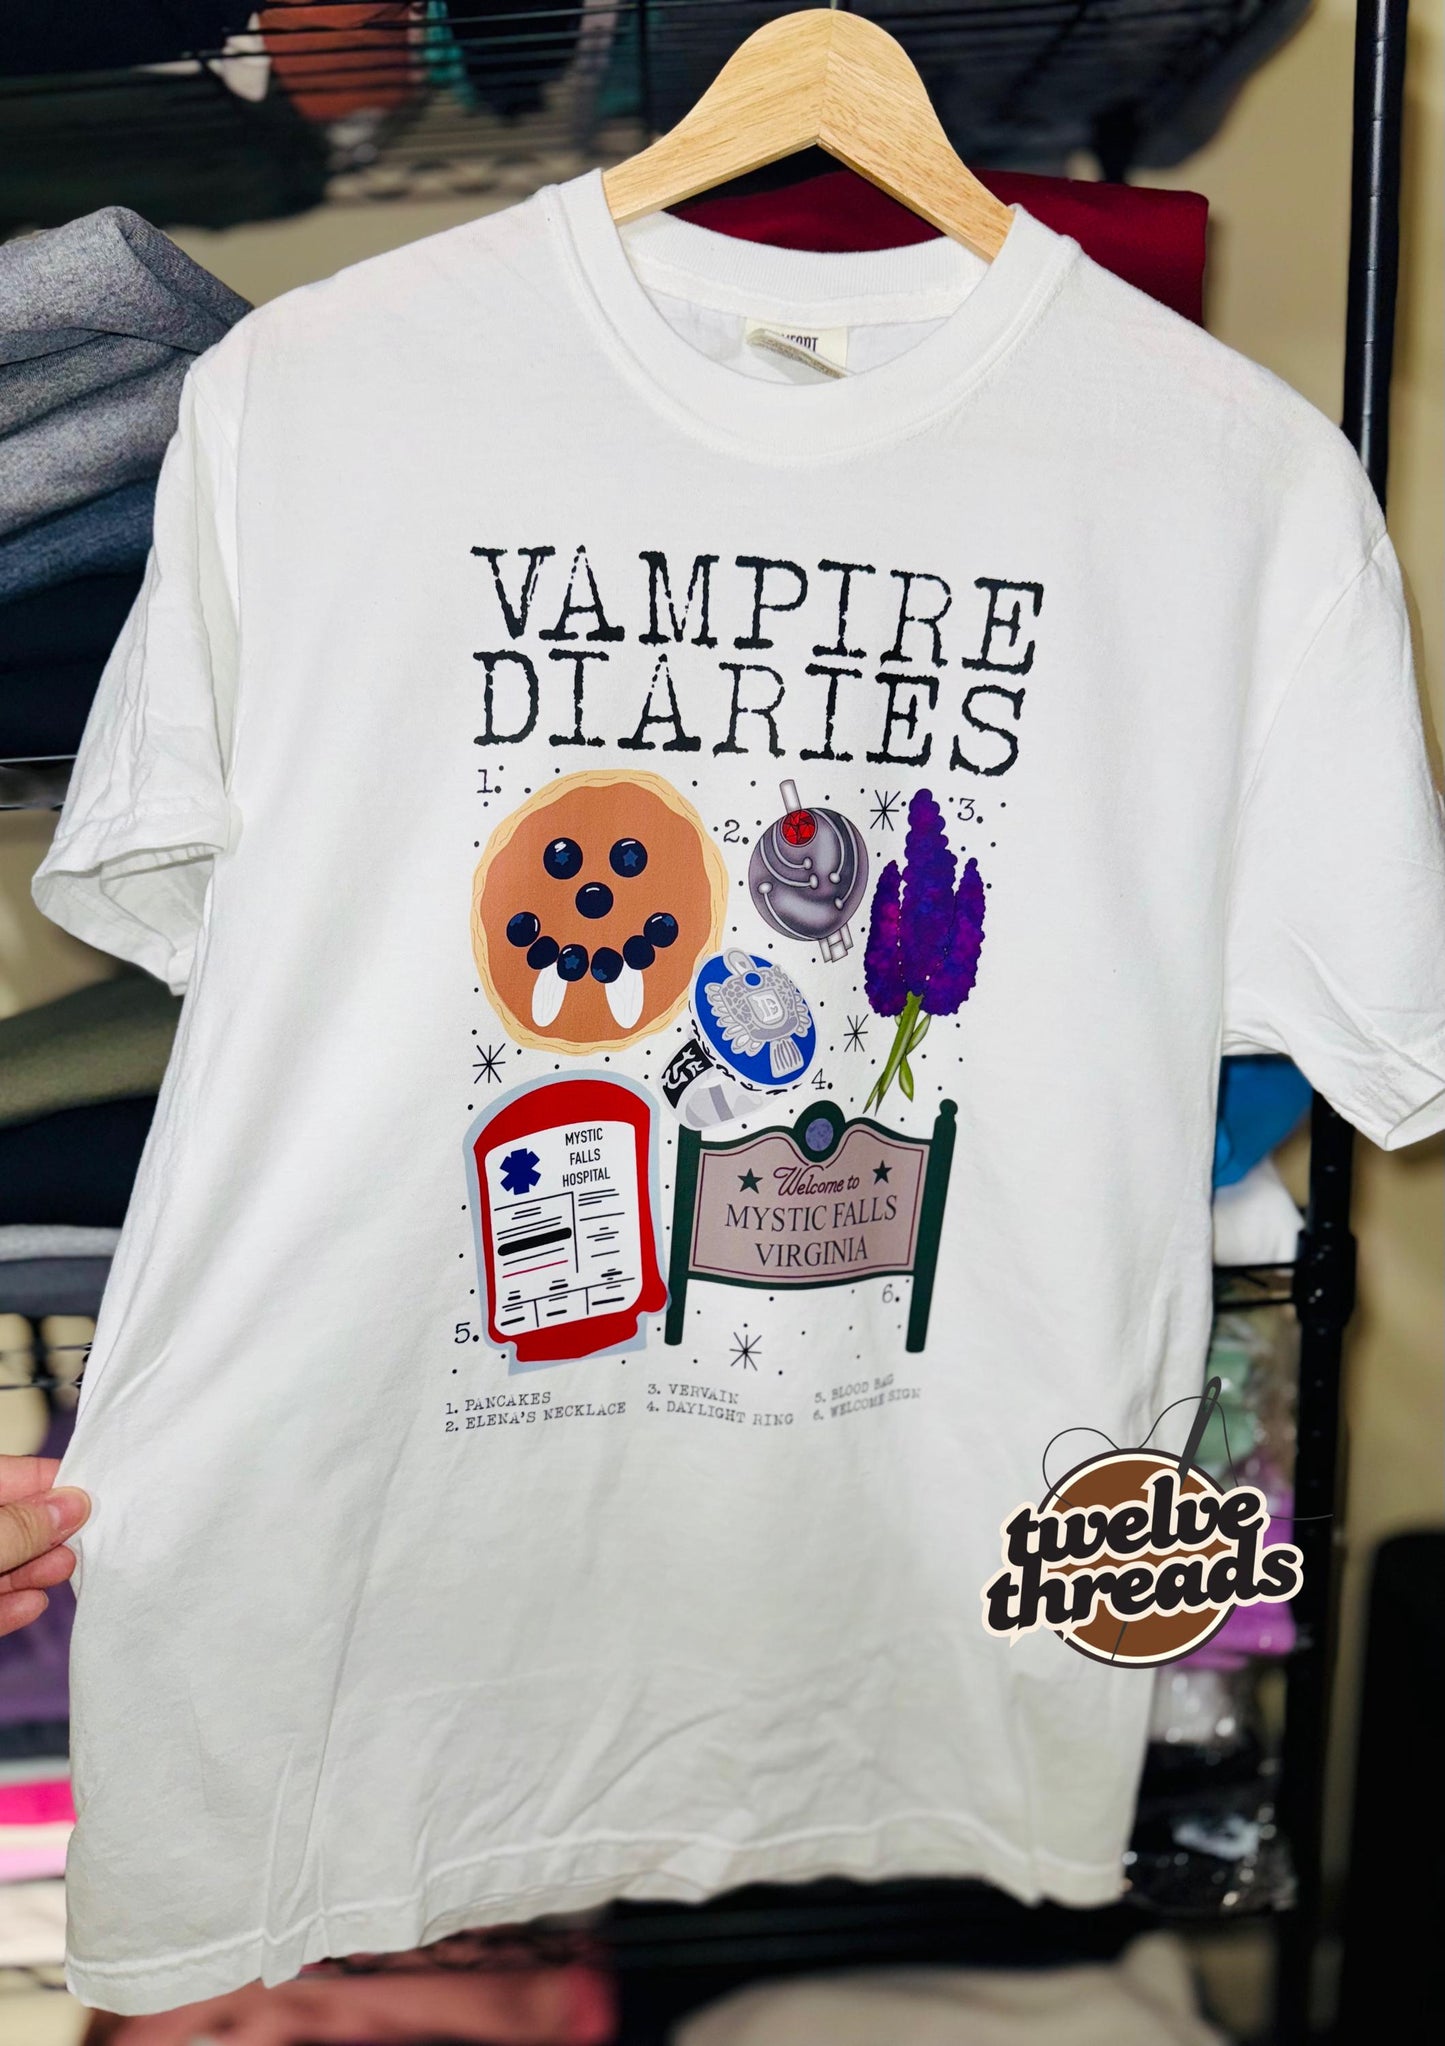 VAMPIRE
DIARIES
1.
2.
3.
4.
MYSTIC
FALLS
HOSPITAL
Welcome to
MYSTIC FALLS
VIRGINIA
5.
6.
1. PANCAKES
2. ELENA'S NECKLACE
3. VERVAIN
4. DAYLIGHT RING
5. BLOOD BAG
6. WELCOME SIGN
twelve
threads